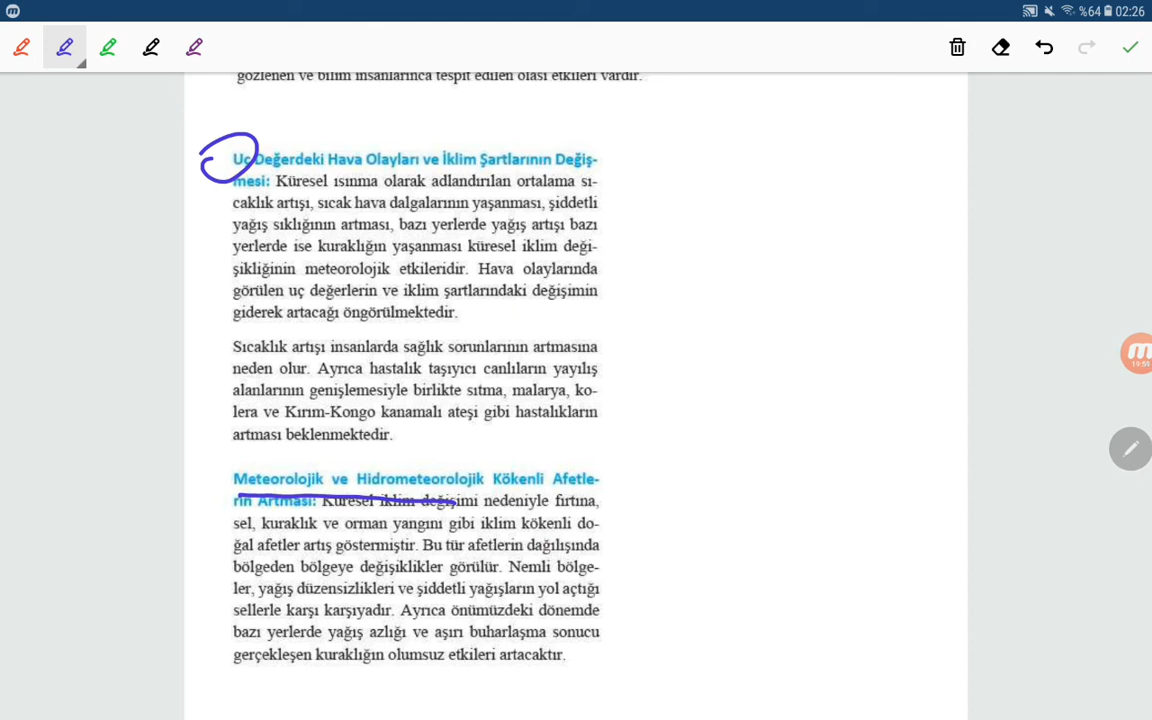 %64 02:26
gözlenen ve bilim insanlarınca tespit edilen olası etkileri vardır.
Uç Değerdeki Hava Olayları ve İklim Şartlarının Değiş-
mesi: Küresel ısınma olarak adlandırılan ortalama sı-
caklık artışı, sıcak hava dalgalarının yaşanması, şiddetli
yağış sıklığının artması, bazı yerlerde yağış artışı bazı
yerlerde ise kuraklığın yaşanması küresel iklim deği-
şikliğinin meteorolojik etkileridir. Hava olaylarında
görülen uç değerlerin ve iklim şartlarındaki değişimin
giderek artacağı öngörülmektedir.
Sıcaklık artışı insanlarda sağlık sorunlarının artmasına
neden olur. Ayrıca hastalık taşıyıcı canlıların yayılış
alanlarının genişlemesiyle birlikte sıtma, malarya, ko-
lera ve Kırım-Kongo kanamalı ateşi gibi hastalıkların
artması beklenmektedir.
Meteorolojik ve Hidrometeorolojik Kökenli Afetle-
rin Artması: Küresel iklim değişimi nedeniyle fırtına,
sel, kuraklık ve orman yangını gibi iklim kökenli do-
ğal afetler artış göstermiştir. Bu tür afetlerin dağılışında
bölgeden bölgeye değişiklikler görülür. Nemli bölge-
ler, yağış düzensizlikleri ve şiddetli yağışların yol açtığı
sellerle karşı karşıyadır. Ayrıca önümüzdeki dönemde
bazı yerlerde yağış azlığı ve aşırı buharlaşma sonucu
gerçekleşen kuraklığın olumsuz etkileri artacaktır.
19:59